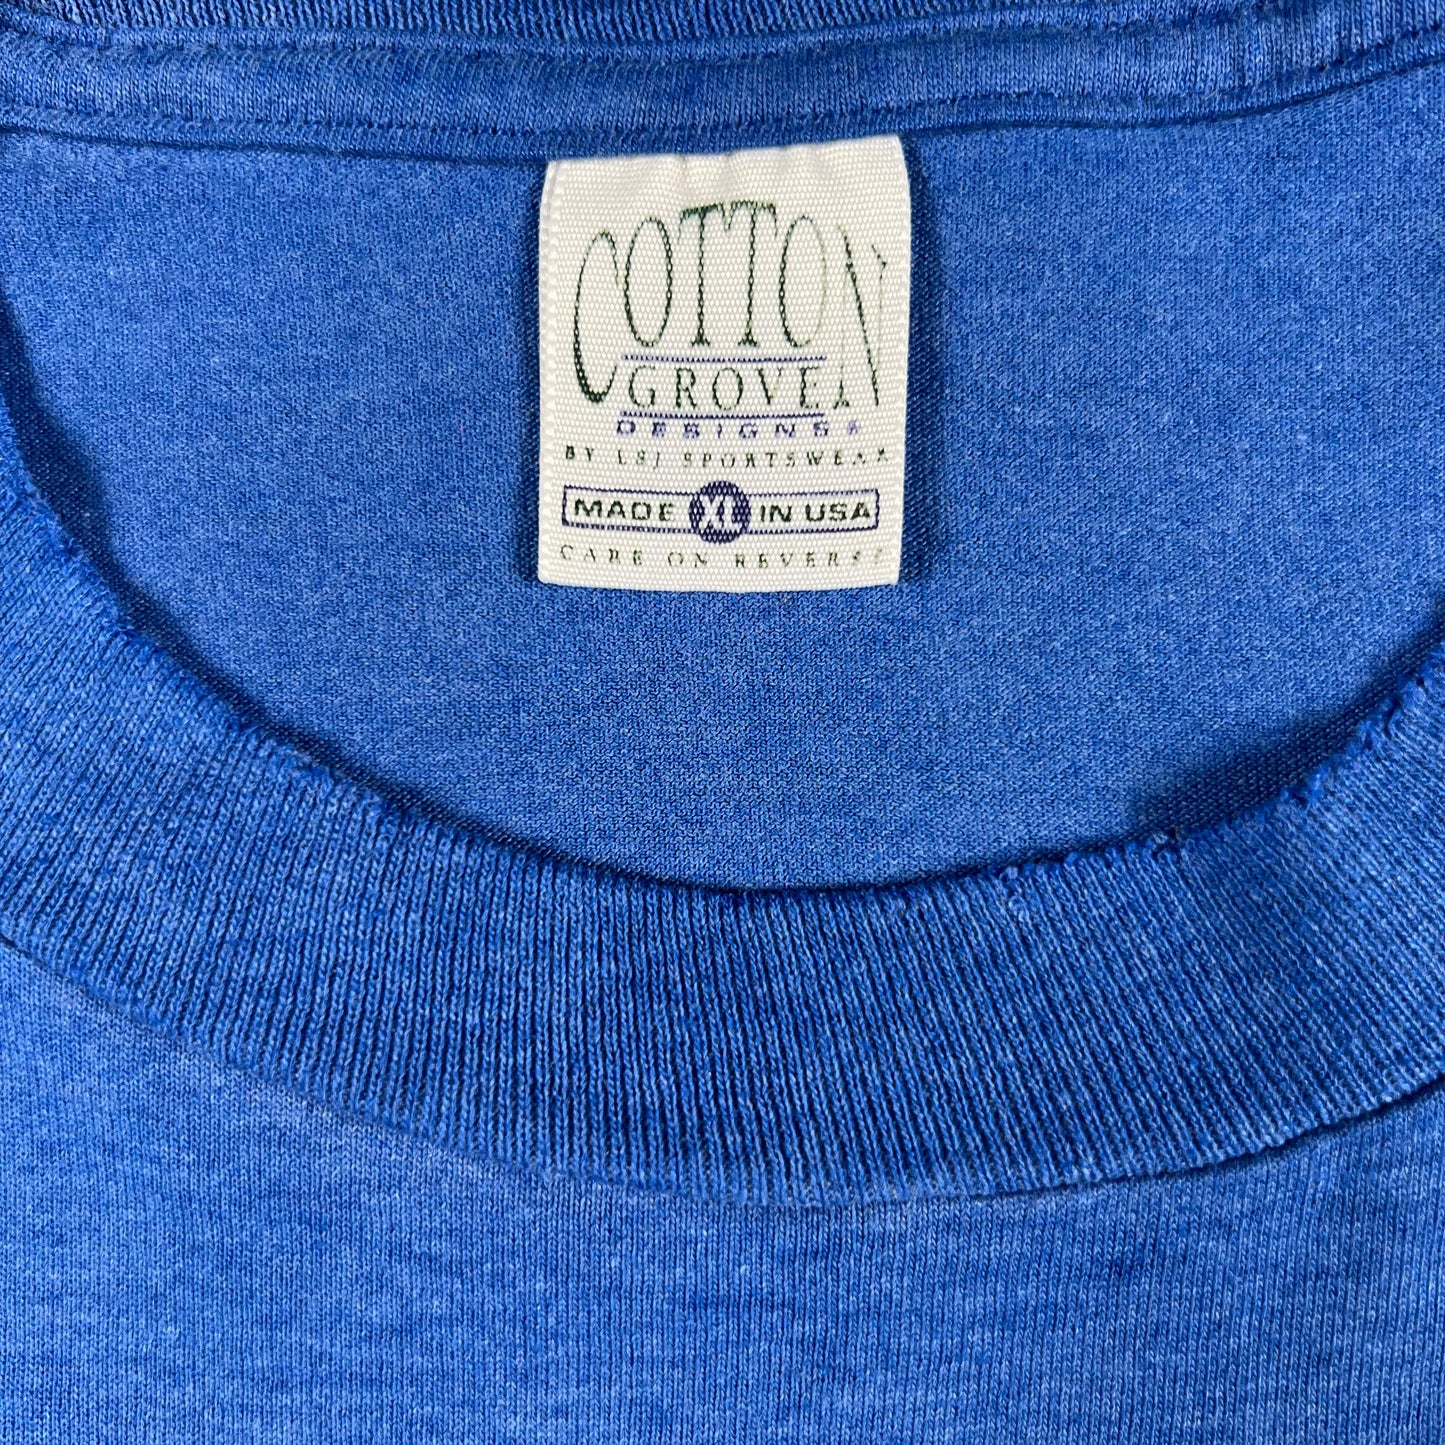 COTTON
GROVE
DESIGNS®
BY LSJ SPORTSWEAR
MADE XL IN USA
CARE ON REVERSE